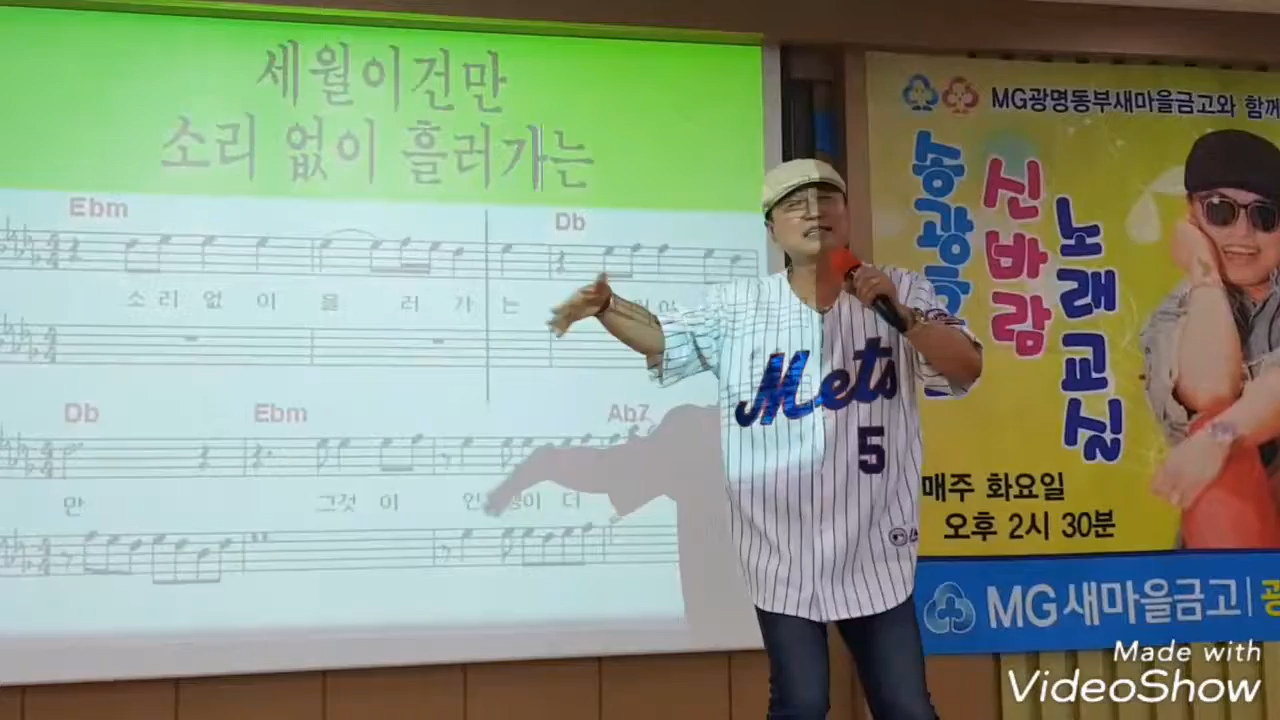 세월이건만
소리 없이 흘러가는
Ebm
Db
소 리 없 이 흘 러 가 는
Db
Ebm
Ab7
만
그것 이
이 더
MG광명동부새마을금고와 함께
신바람
노래교실
매주 화요일
오후 2시 30분
MG새마을금고
Mets
5
Made with
VideoShow